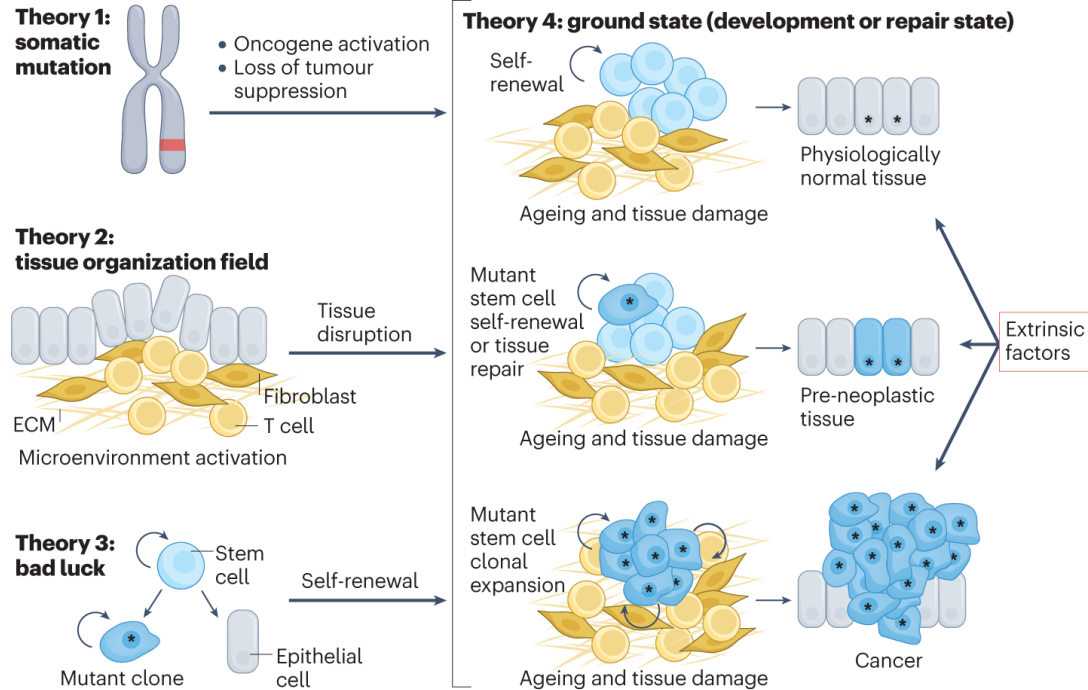 Theory 1:
somatic
mutation
• Oncogene activation
• Loss of tumour
suppression
Theory 2:
tissue organization field
Tissue
disruption
Fibroblast
ECM
T cell
Microenvironment activation
Theory 3:
bad luck
Stem
cell
Self-renewal
*
Mutant clone
Epithelial
cell
Theory 4: ground state (development or repair state)
Self-
renewal
Ageing and tissue damage
* *
Physiologically
normal tissue
Mutant
stem cell
self-renewal
or tissue
repair
*
Ageing and tissue damage
* *
Pre-neoplastic
tissue
Extrinsic
factors
Mutant
stem cell
clonal
expansion
Ageing and tissue damage
Cancer